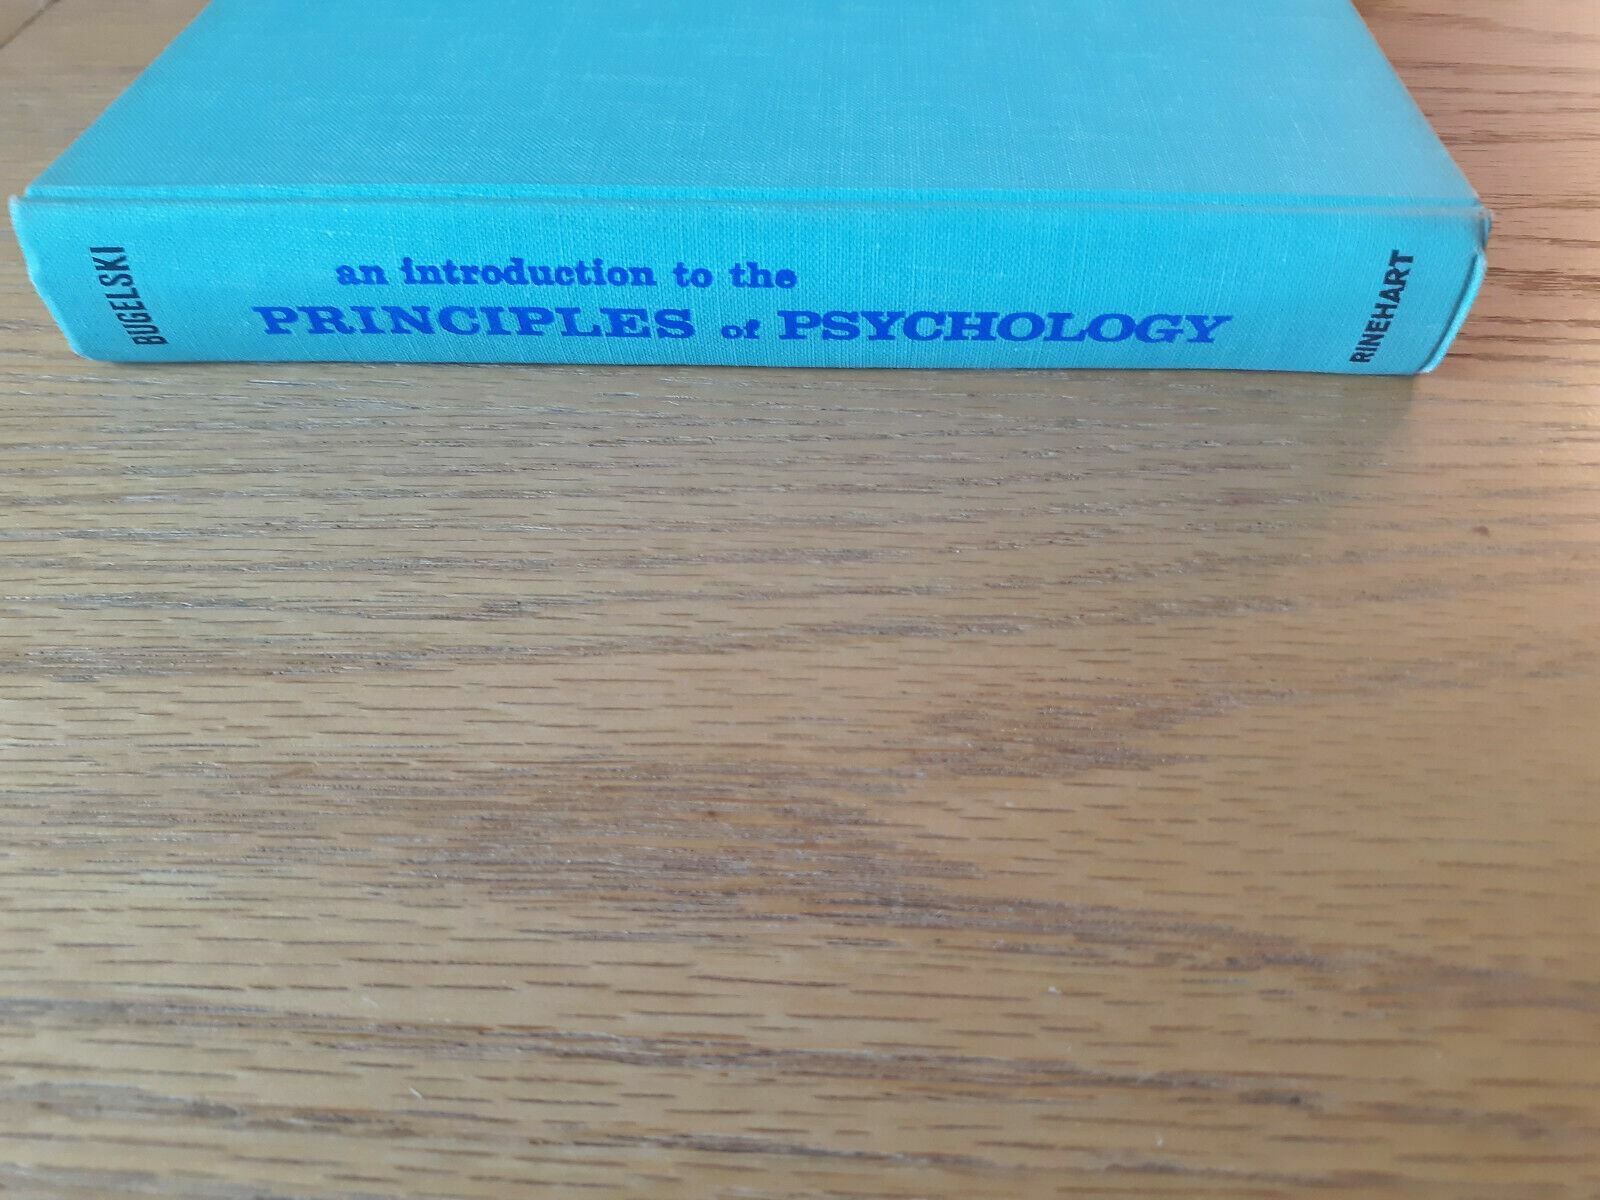 BUGELSKI
an introduction to the
PRINCIPLES of PSYCHOLOGY
RINEHART